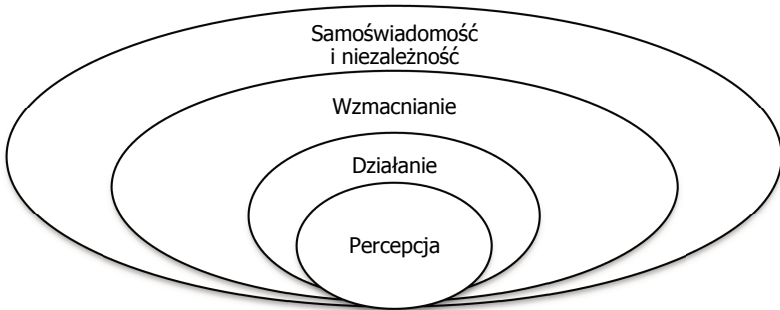 Samoświadomość
i niezależność
Wzmacnianie
Działanie
Percepcja